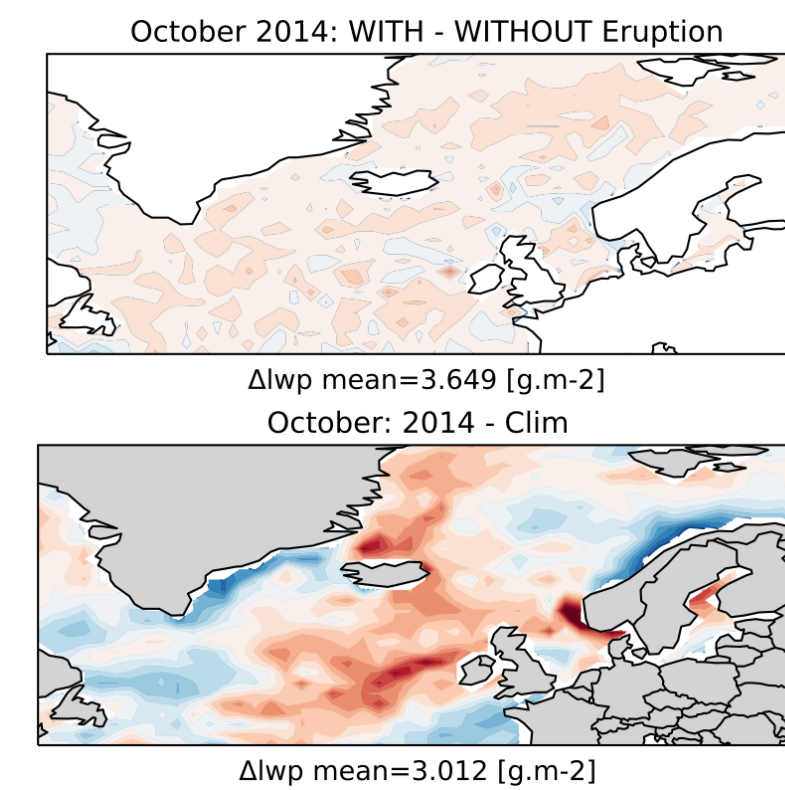 October 2014: WITH - WITHOUT Eruption
Δlwp mean=3.649 [g.m-2]
October: 2014 - Clim
Δlwp mean=3.012 [g.m-2]